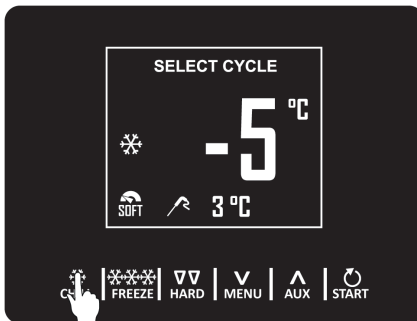 SELECT CYCLE
-5 °C
SOFT 3 °C
FREEZE HARD MENU AUX START